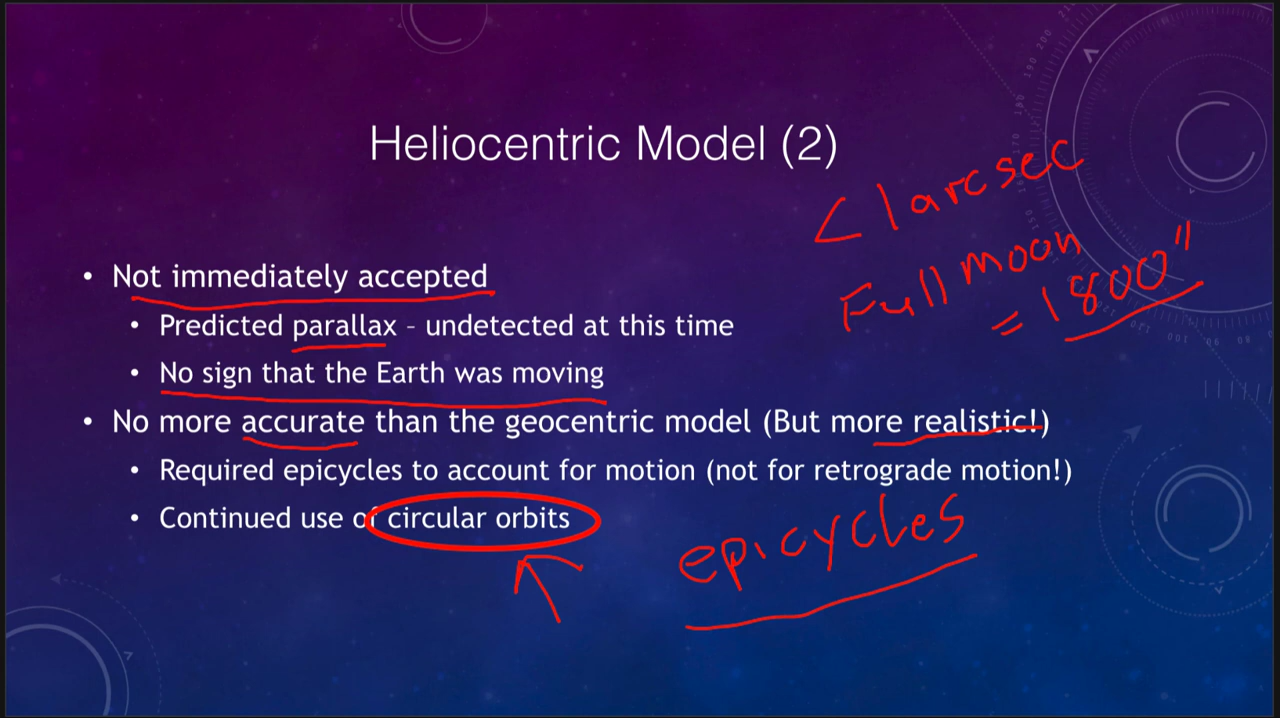 Heliocentric Model (2)
< 1 arcsec
Full moon
= 1800"
• Not immediately accepted
• Predicted parallax – undetected at this time
• No sign that the Earth was moving
• No more accurate than the geocentric model (But more realistic!)
• Required epicycles to account for motion (not for retrograde motion!)
• Continued use of circular orbits
epicycles